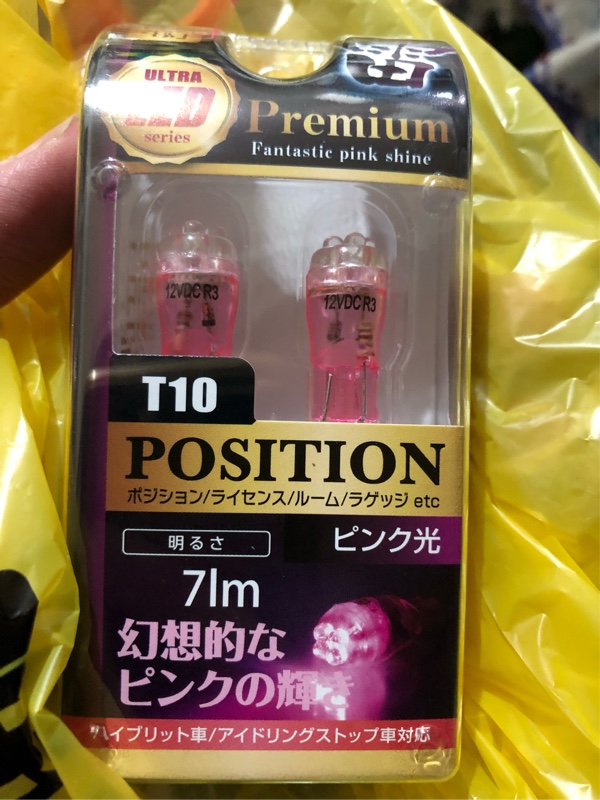 ULTRA
LED
series
Premium
Fantastic pink shine
12VDC R3
12VDC R3
T10
POSITION
ポジション/ライセンス/ルーム/ラゲッジ etc
明るさ
ピンク光
7lm
幻想的な
ピンクの輝き
ハイブリット車/アイドリングストップ車対応